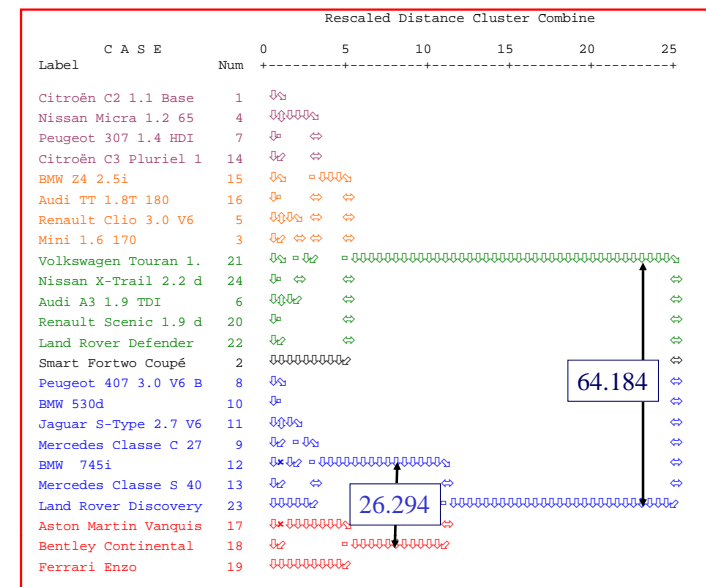 Rescaled Distance Cluster Combine
C A S E 0 5 10 15 20 25
Label Num +---------+---------+---------+---------+---------+
Citroën C2 1.1 Base 1
Nissan Micra 1.2 65 4
Peugeot 307 1.4 HDI 7
Citroën C3 Pluriel 1 14
BMW Z4 2.5i 15
Audi TT 1.8T 180 16
Renault Clio 3.0 V6 5
Mini 1.6 170 3
Volkswagen Touran 1. 21
Nissan X-Trail 2.2 d 24
Audi A3 1.9 TDI 6
Renault Scenic 1.9 d 20
Land Rover Defender 22
Smart Fortwo Coupé 2
Peugeot 407 3.0 V6 B 8
BMW 530d 10
Jaguar S-Type 2.7 V6 11
Mercedes Classe C 27 9
BMW 745i 12
Mercedes Classe S 40 13
Land Rover Discovery 23
Aston Martin Vanquis 17
Bentley Continental 18
Ferrari Enzo 19
64.184
26.294